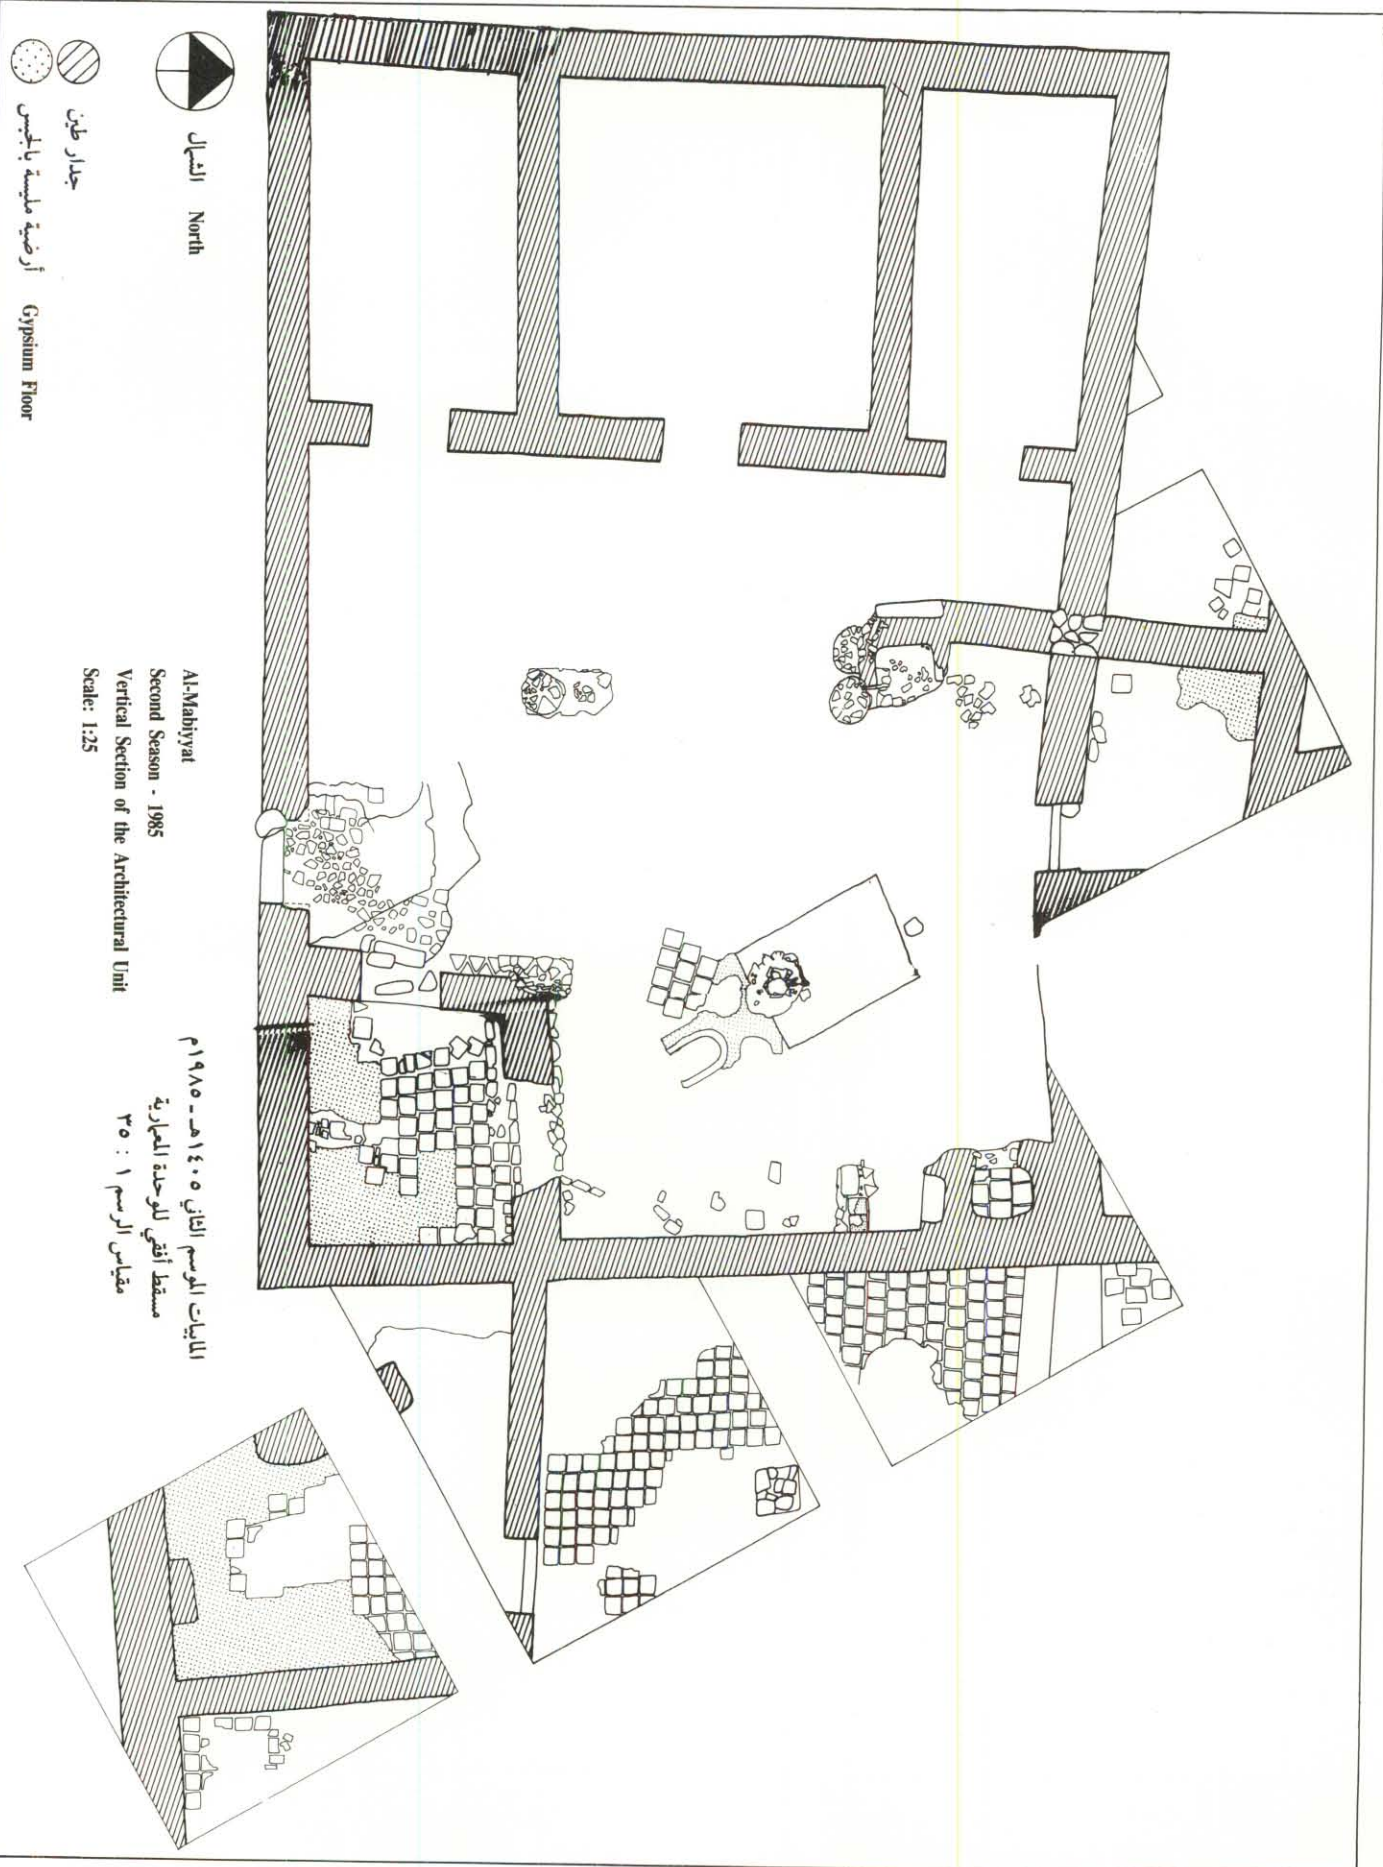 الشمال North
جدار طين
أرضية مليسة بالجبس Gypsium Floor
Al-Mabiyyat
Second Season - 1985
Vertical Section of the Architectural Unit
Scale: 1:25
المابيات الموسم الثاني ١٤٠٥هـ - ١٩٨٥م
مسقط أفقي للوحدة المعمارية
مقياس الرسم ١ : ٣٥